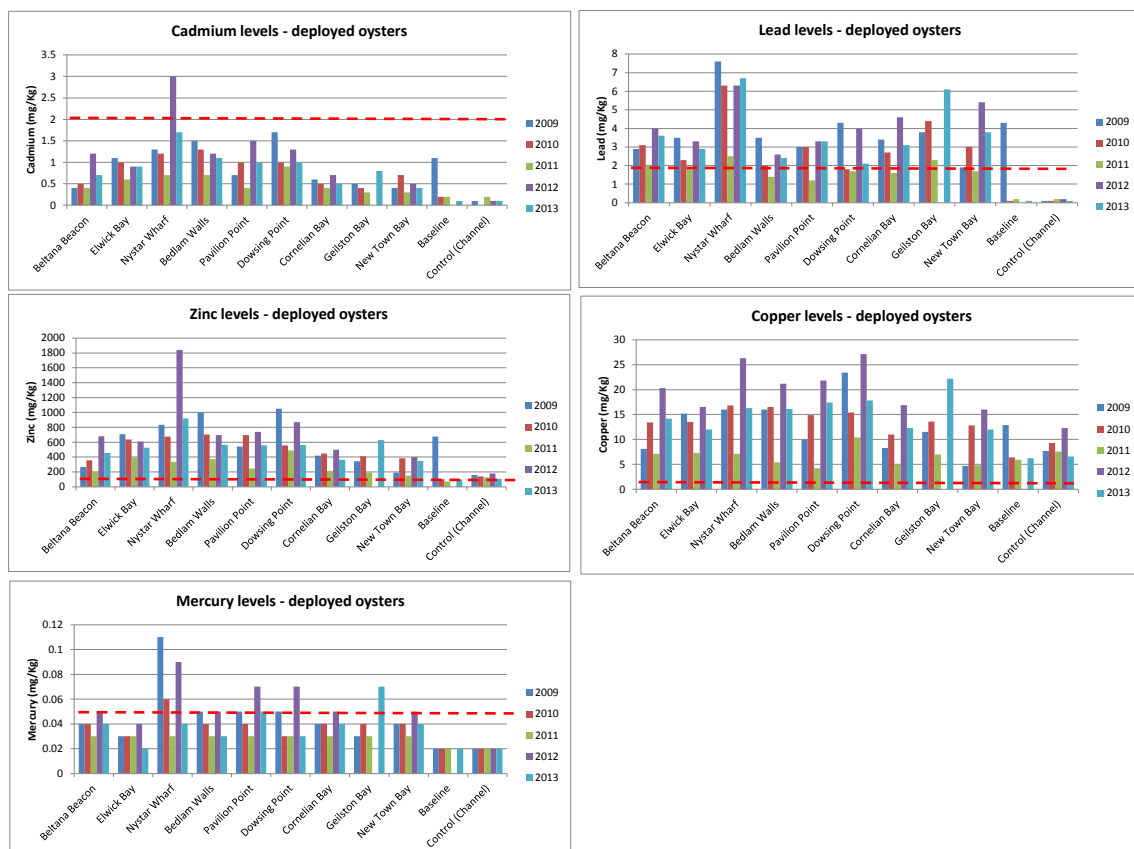 Cadmium levels - deployed oysters
3.5
3
2.5
2
1.5
1
0.5
0
Cadmium (mg/Kg)
2009
2010
2011
2012
2013
Beltana Beacon
Elwick Bay
Nystar Wharf
Bedlam Walls
Pavilion Point
Dowsing Point
Cornelian Bay
Geilston Bay
New Town Bay
Baseline
Control (Channel)
Lead levels - deployed oysters
8
7
6
5
4
3
2
1
0
Lead (mg/Kg)
2009
2010
2011
2012
2013
Beltana Beacon
Elwick Bay
Nystar Wharf
Bedlam Walls
Pavilion Point
Dowsing Point
Cornelian Bay
Geilston Bay
New Town Bay
Baseline
Control (Channel)
Zinc levels - deployed oysters
2000
1800
1600
1400
1200
1000
800
600
400
200
0
Zinc (mg/Kg)
2009
2010
2011
2012
2013
Beltana Beacon
Elwick Bay
Nystar Wharf
Bedlam Walls
Pavilion Point
Dowsing Point
Cornelian Bay
Geilston Bay
New Town Bay
Baseline
Control (Channel)
Copper levels - deployed oysters
30
25
20
15
10
5
0
Copper (mg/Kg)
2009
2010
2011
2012
2013
Beltana Beacon
Elwick Bay
Nystar Wharf
Bedlam Walls
Pavilion Point
Dowsing Point
Cornelian Bay
Geilston Bay
New Town Bay
Baseline
Control (Channel)
Mercury levels - deployed oysters
0.12
0.1
0.08
0.06
0.04
0.02
0
Mercury (mg/Kg)
2009
2010
2011
2012
2013
Beltana Beacon
Elwick Bay
Nystar Wharf
Bedlam Walls
Pavilion Point
Dowsing Point
Cornelian Bay
Geilston Bay
New Town Bay
Baseline
Control (Channel)